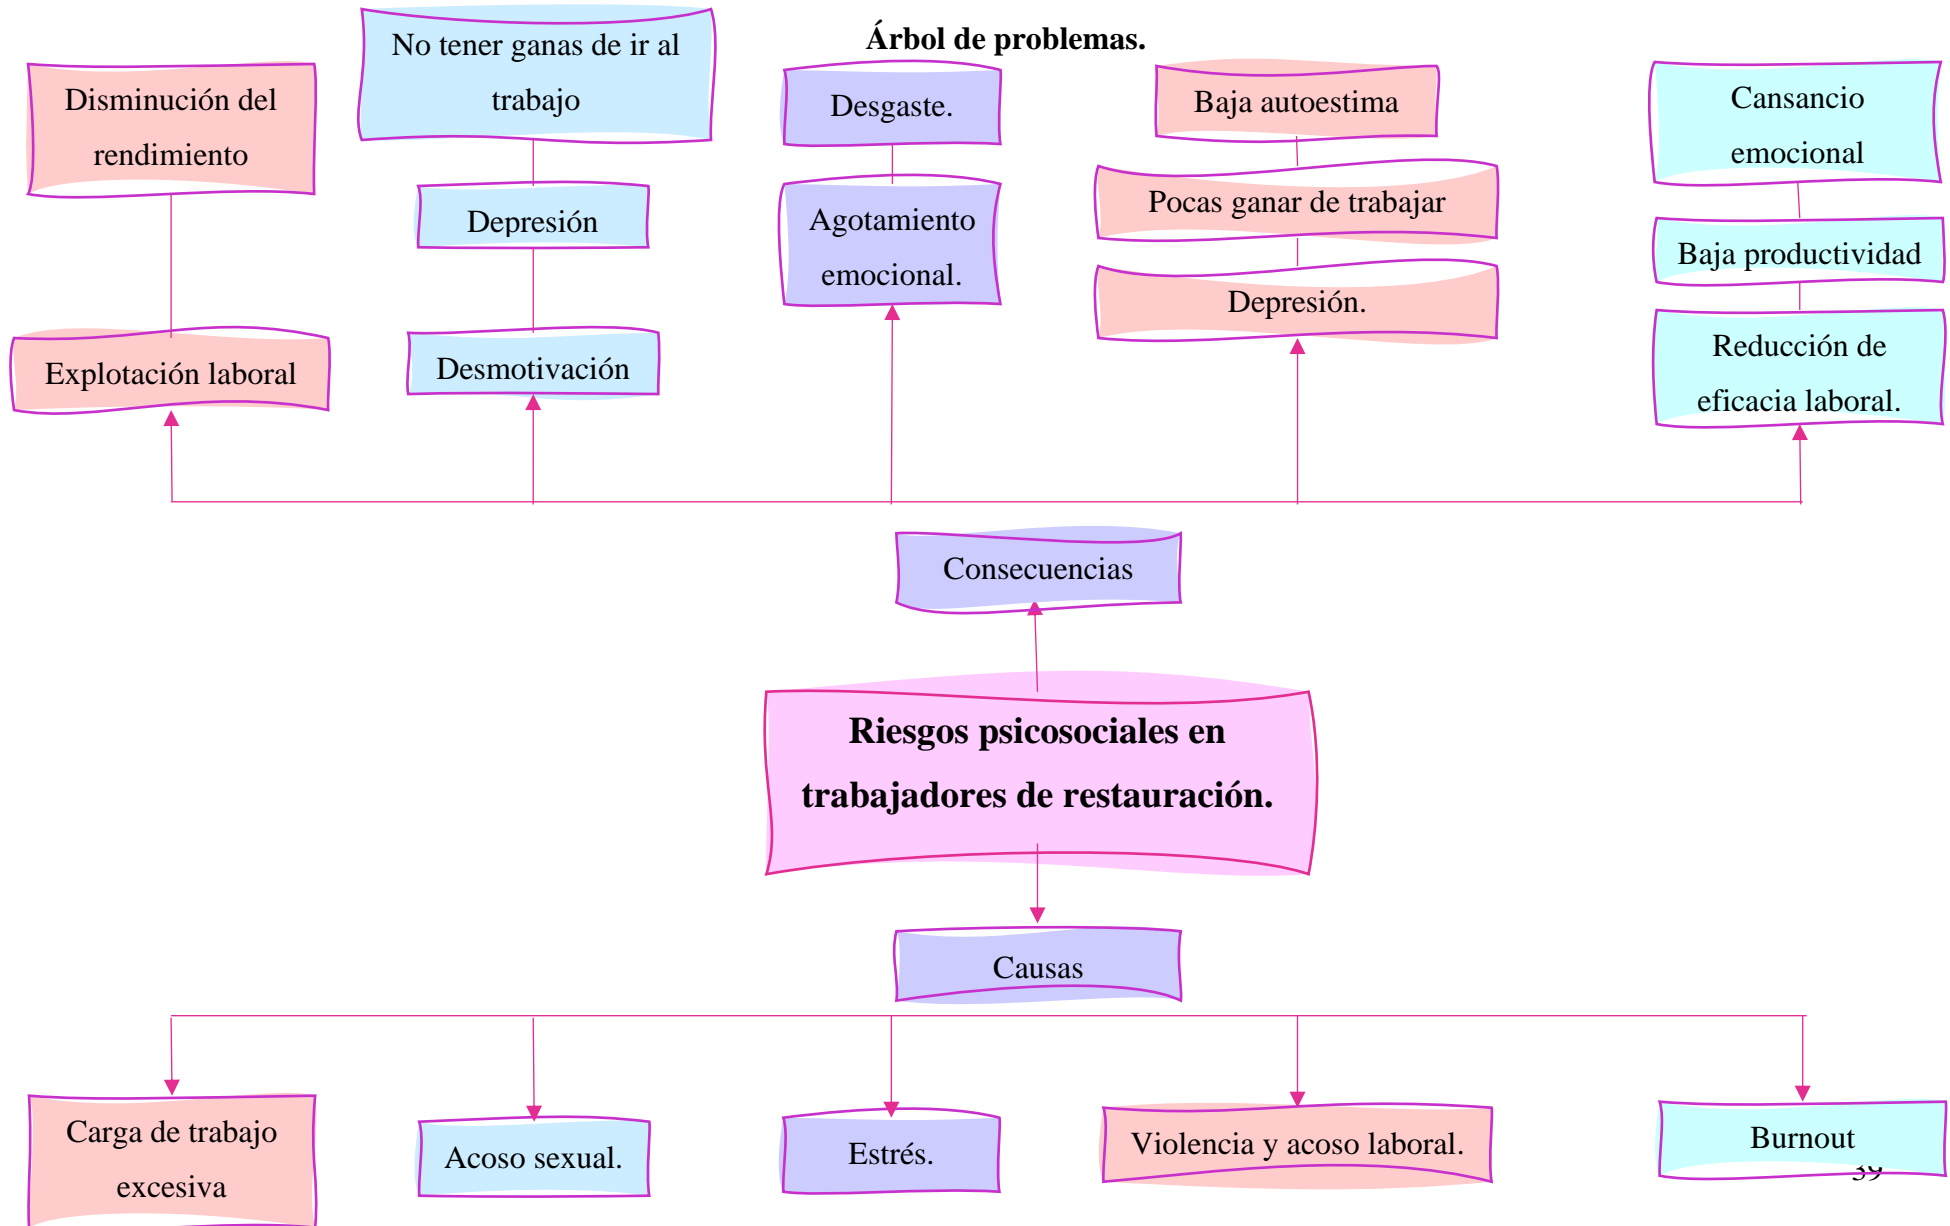 Árbol de problemas.
Disminución del
rendimiento
Explotación laboral
No tener ganas de ir al
trabajo
Depresión
Desmotivación
Desgaste.
Agotamiento
emocional.
Baja autoestima
Pocas ganar de trabajar
Depresión.
Cansancio
emocional
Baja productividad
Reducción de
eficacia laboral.
Consecuencias
Riesgos psicosociales en
trabajadores de restauración.
Causas
Carga de trabajo
excesiva
Acoso sexual.
Estrés.
Violencia y acoso laboral.
Burnout
39